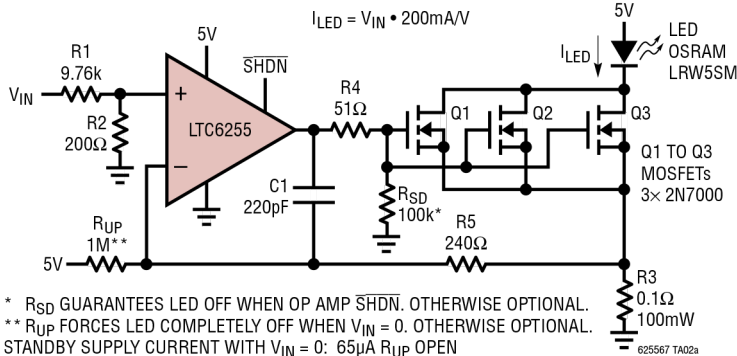 I_LED = V_IN • 200mA/V
5V
LED
OSRAM
LRW5SM
I_LED
5V
SHDN
R1
9.76k
V_IN
R2
200Ω
+
LTC6255
–
R4
51Ω
Q1
Q2
Q3
Q1 TO Q3
MOSFETs
3× 2N7000
C1
220pF
R_SD
100k*
R_UP
1M**
5V
R5
240Ω
R3
0.1Ω
100mW
* R_SD GUARANTEES LED OFF WHEN OP AMP SHDN. OTHERWISE OPTIONAL.
** R_UP FORCES LED COMPLETELY OFF WHEN V_IN = 0. OTHERWISE OPTIONAL.
STANDBY SUPPLY CURRENT WITH V_IN = 0: 65µA R_UP OPEN
625567 TA02a